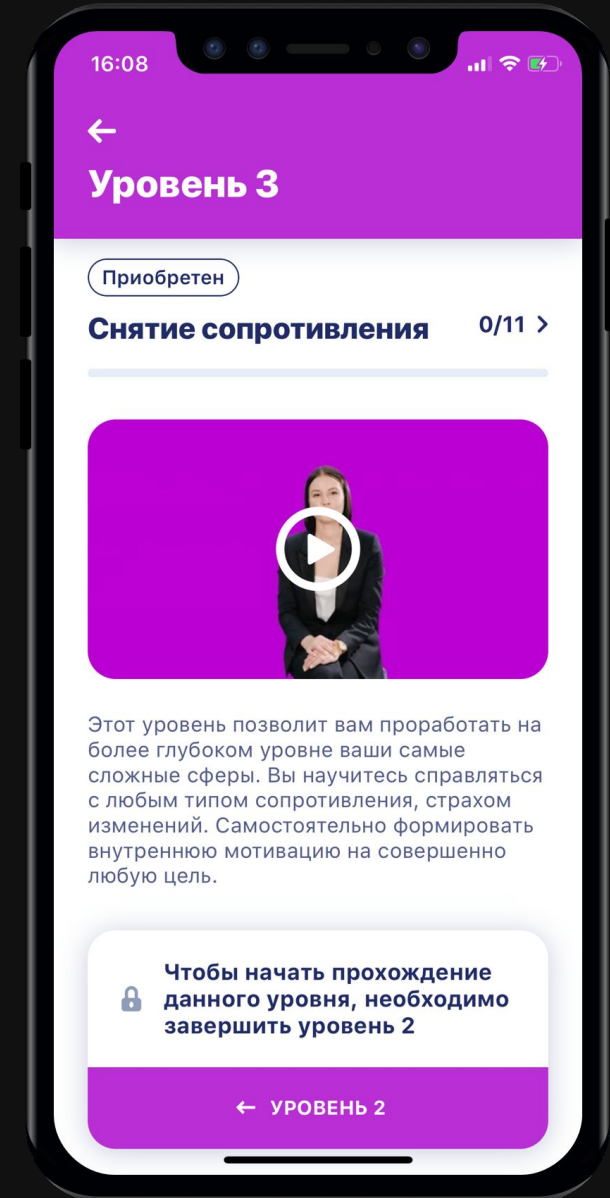 16:08
Уровень 3
Приобретен
Снятие сопротивления 0/11
Этот уровень позволит вам проработать на
более глубоком уровне ваши самые
сложные сферы. Вы научитесь справляться
с любым типом сопротивления, страхом
изменений. Самостоятельно формировать
внутреннюю мотивацию на совершенно
любую цель.
Чтобы начать прохождение
данного уровня, необходимо
завершить уровень 2
← УРОВЕНЬ 2